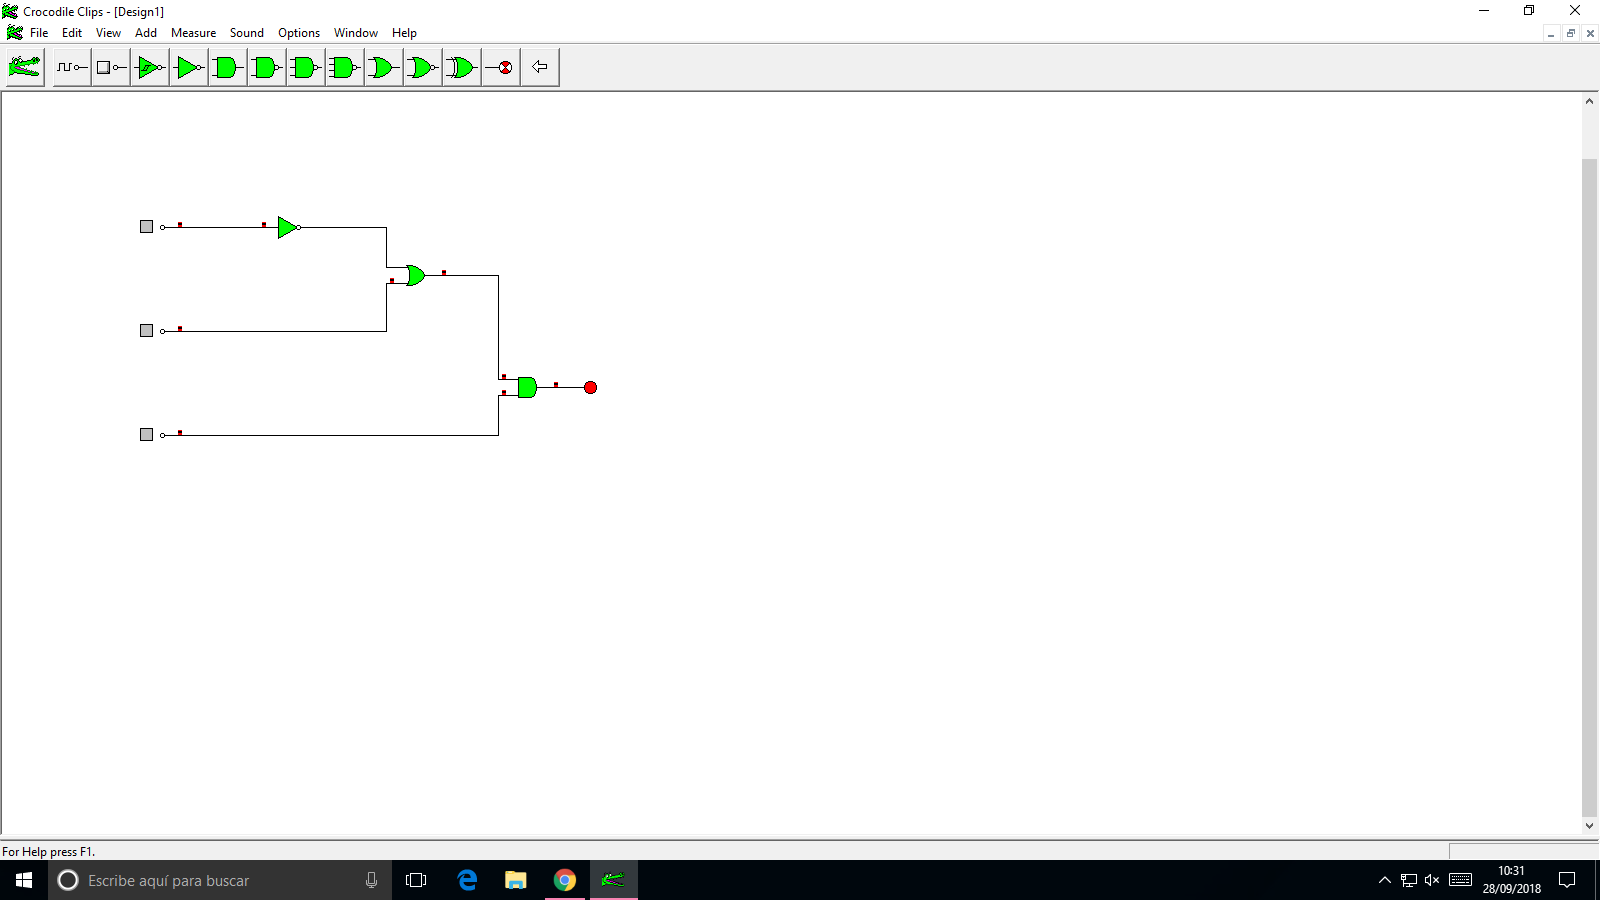 Crocodile Clips - [Design1]
File Edit View Add Measure Sound Options Window Help
For Help press F1.
Escribe aquí para buscar
10:31
28/09/2018